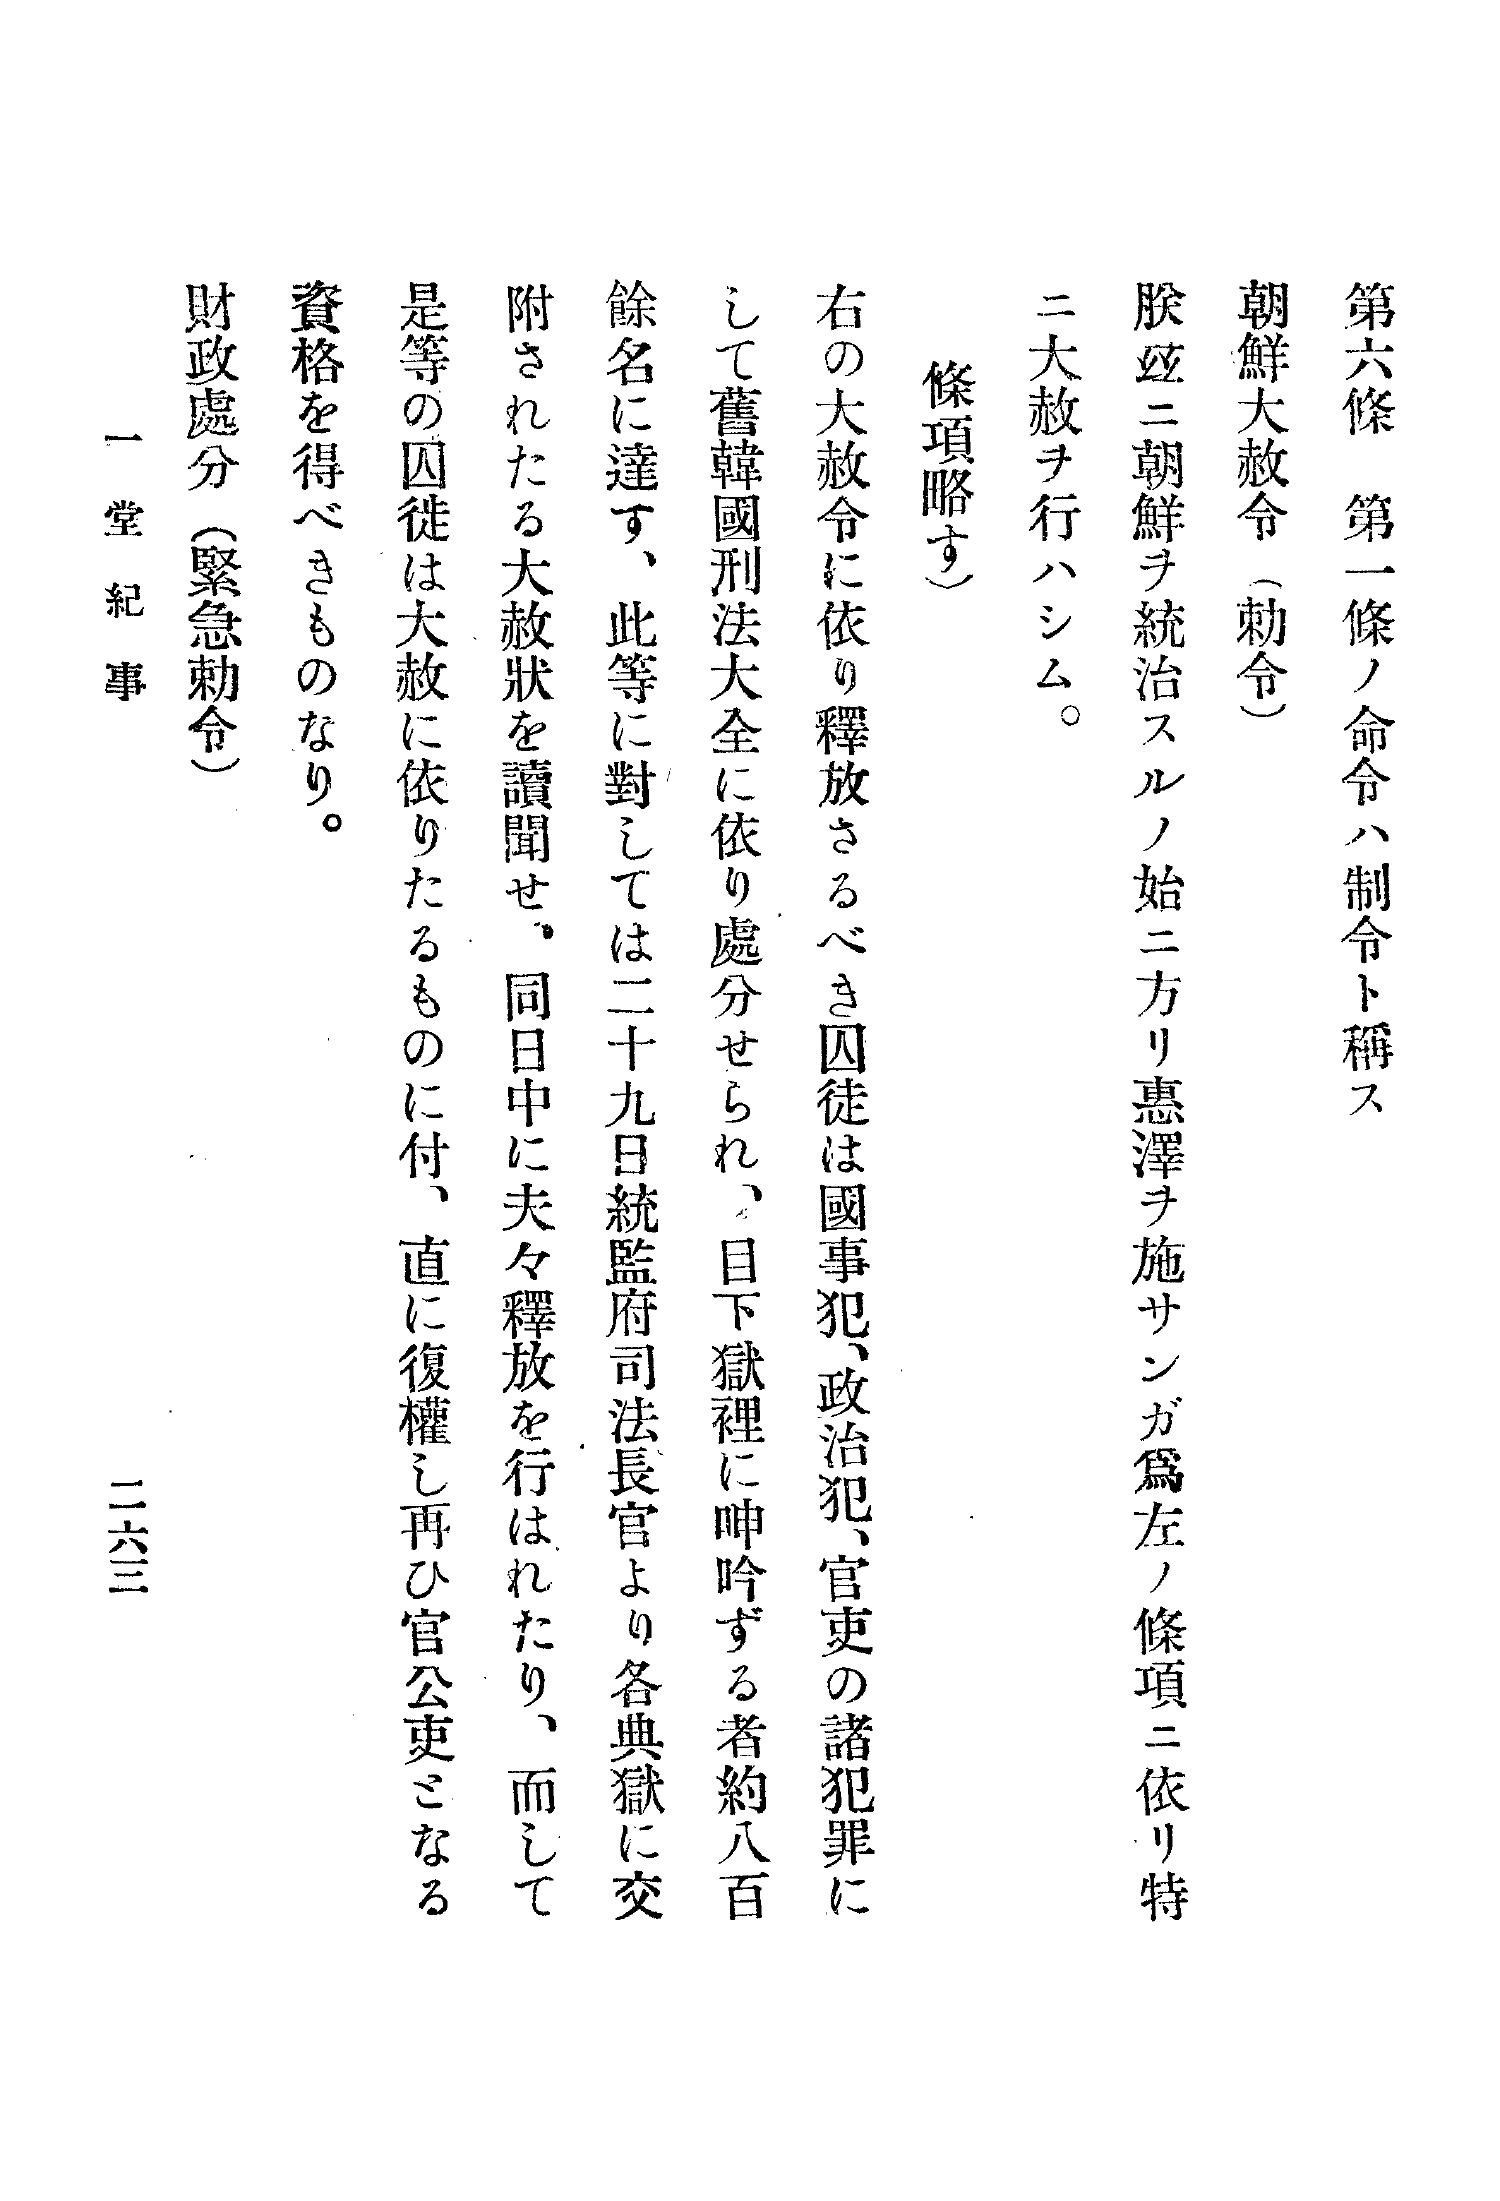 第六條　第一條ノ命令ハ制令ト稱ス
朝鮮大赦令（勅令）
朕玆ニ朝鮮ヲ統治スルノ始ニ方リ惠澤ヲ施サンガ爲左ノ條項ニ依リ特
ニ大赦ヲ行ハシム。
條項略す）
右の大赦令に依り釋放さるべき囚徒は國事犯、政治犯、官吏の諸犯罪に
して舊韓國刑法大全に依り處分せられ、目下獄裡に呻吟ずる者約八百
餘名に達す、此等に對しては二十九日統監府司法長官より各典獄に交
附されたる大赦狀を讀聞せ、同日中に夫々釋放を行はれたり、而して
是等の囚徙は大赦に依りたるものに付、直に復權し再ひ官公吏となる
資格を得べきものなり。
財政處分（緊急勅令）
一堂紀事
二六三